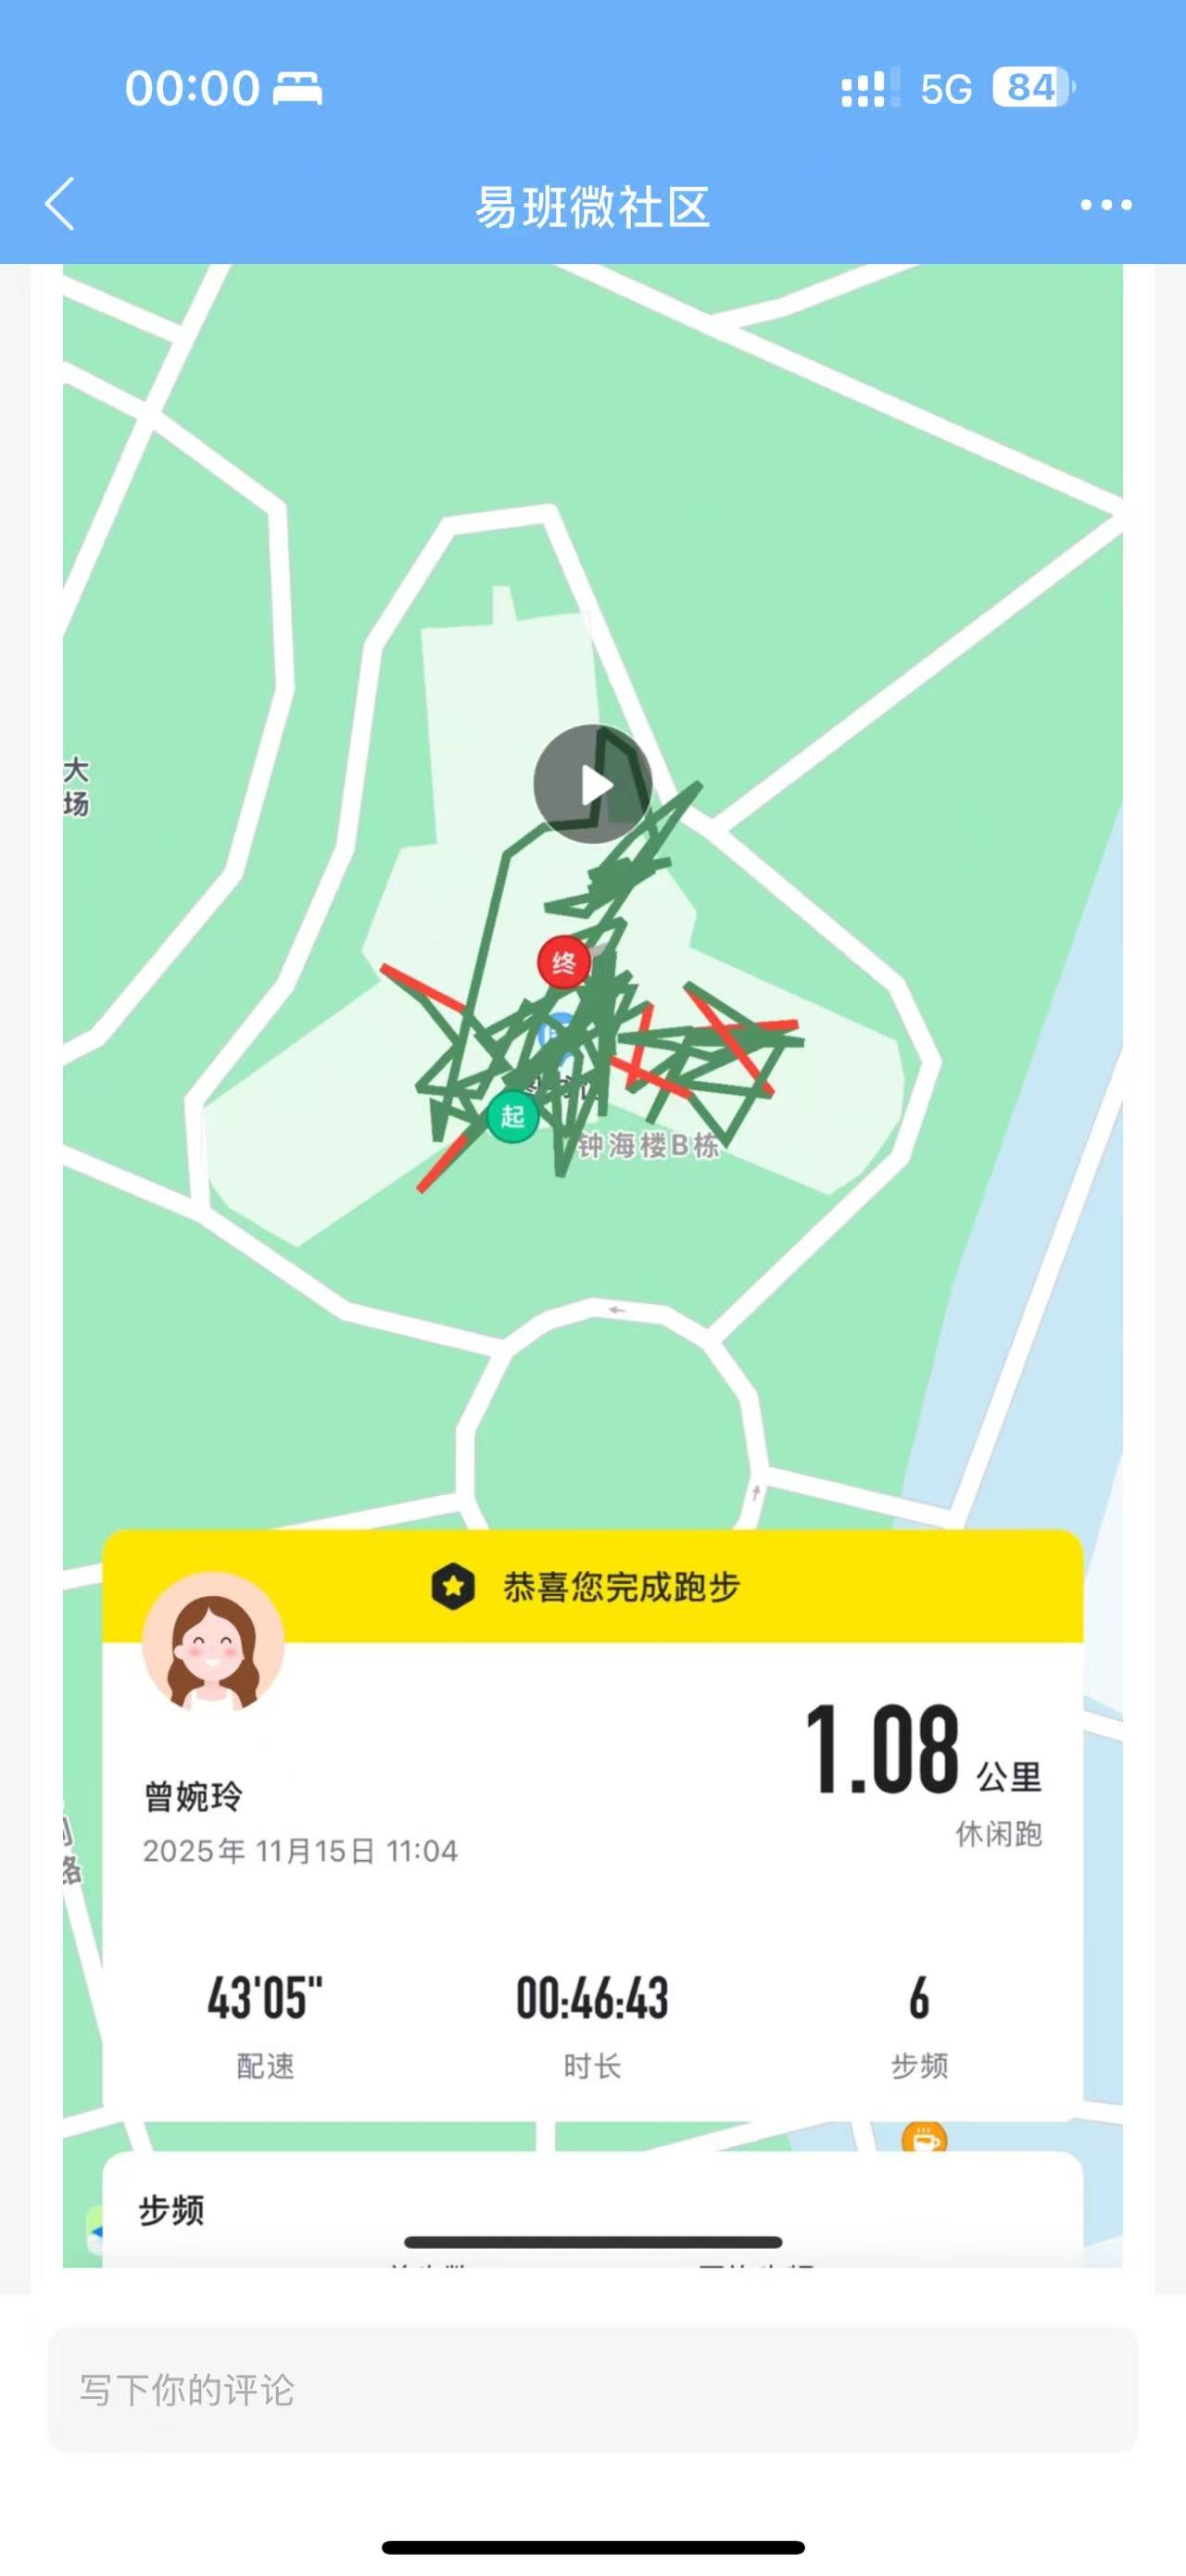 00:00
5G 84
易班微社区
大
场
终
起
钟海楼B栋
恭喜您完成跑步
1.08 公里
曾婉玲
休闲跑
2025年 11月15日 11:04
路
43'05" 00:46:43 6
配速 时长 步频
步频
写下你的评论